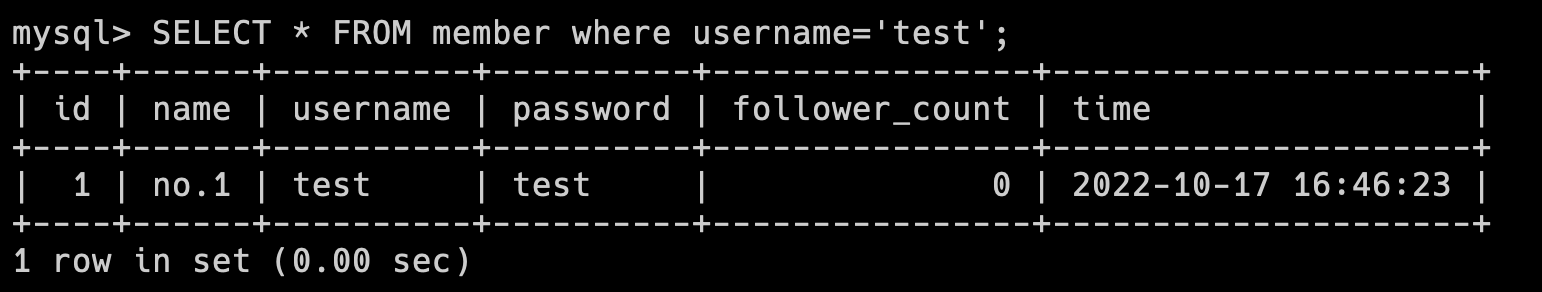 mysql> SELECT * FROM member where username='test';
+----+------+----------+----------+----------------+---------------------+
| id | name | username | password | follower_count | time                |
+----+------+----------+----------+----------------+---------------------+
|  1 | no.1 | test     | test     |              0 | 2022-10-17 16:46:23 |
+----+------+----------+----------+----------------+---------------------+
1 row in set (0.00 sec)